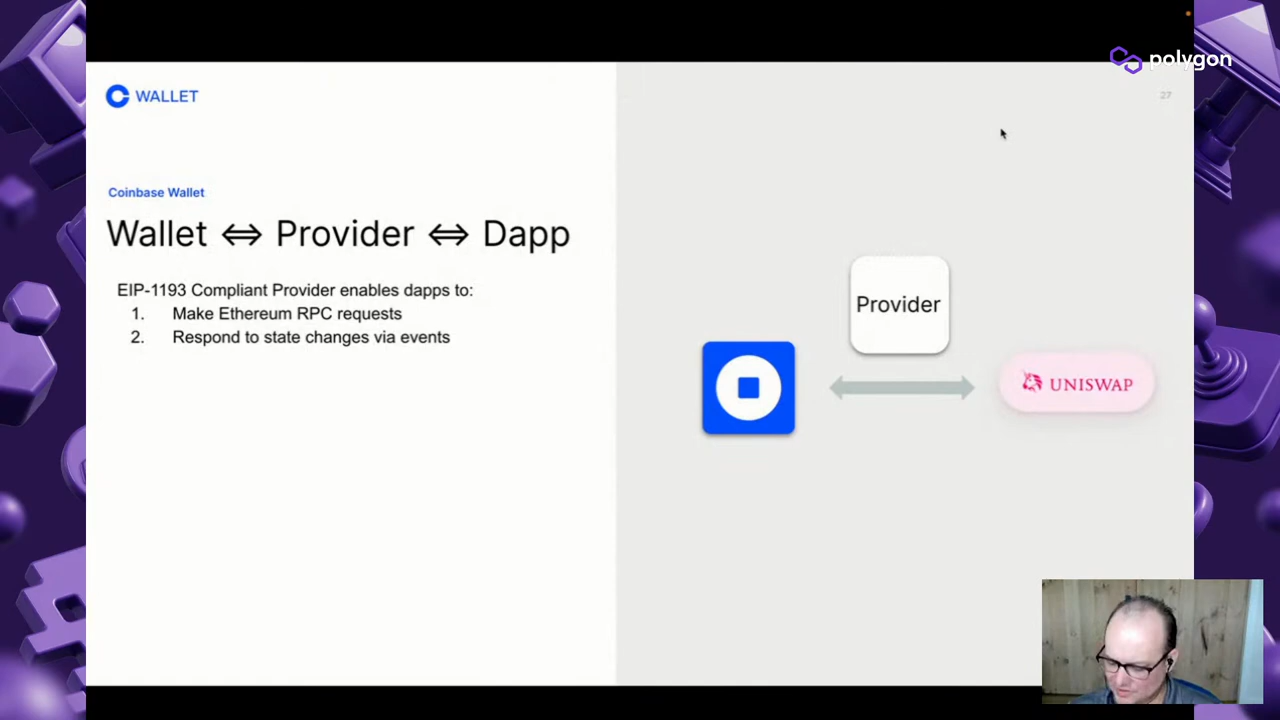 polygon
WALLET
27
Coinbase Wallet
Wallet ⇔ Provider ⇔ Dapp
EIP-1193 Compliant Provider enables dapps to:
1. Make Ethereum RPC requests
2. Respond to state changes via events
Provider
UNISWAP